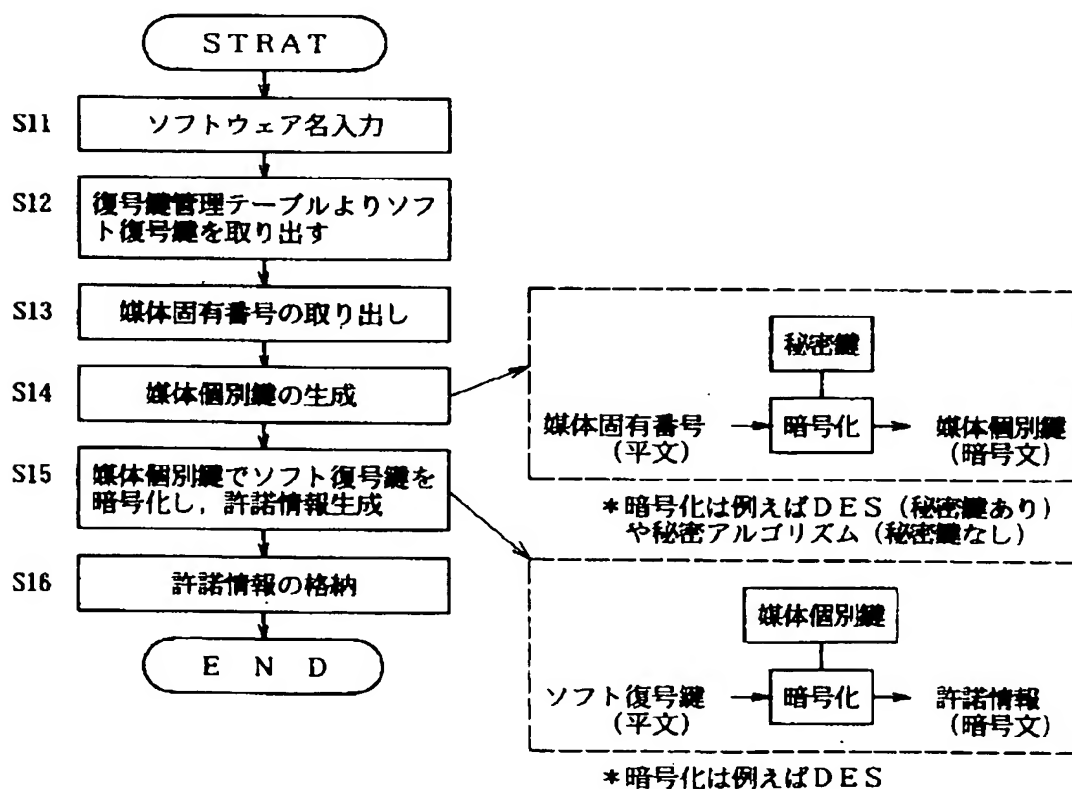 STRAT
S11
ソフトウェア名入力
S12
復号鍵管理テーブルよりソフ
ト復号鍵を取り出す
S13
媒体固有番号の取り出し
S14
媒体個別鍵の生成
S15
媒体個別鍵でソフト復号鍵を
暗号化し,許諾情報生成
S16
許諾情報の格納
END
秘密鍵
媒体固有番号
(平文)
暗号化
媒体個別鍵
(暗号文)
*暗号化は例えばDES(秘密鍵あり)
や秘密アルゴリズム(秘密鍵なし)
媒体個別鍵
ソフト復号鍵
(平文)
暗号化
許諾情報
(暗号文)
*暗号化は例えばDES